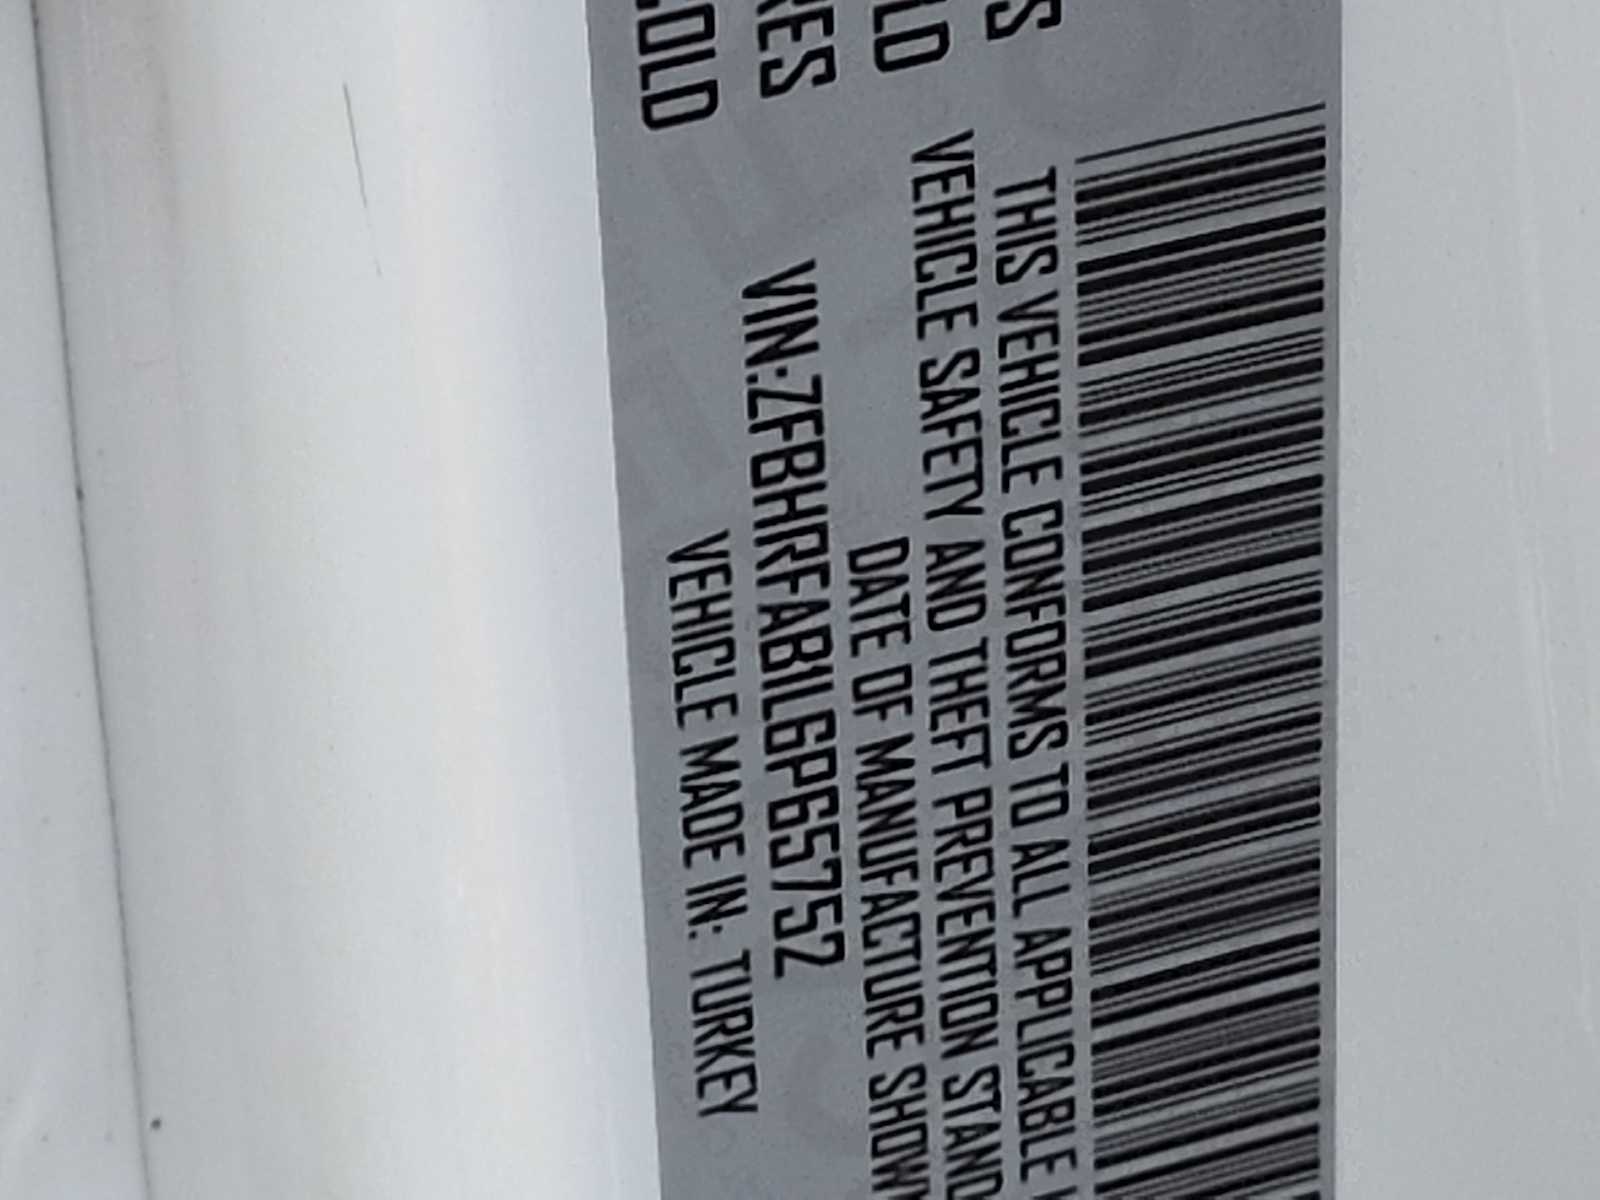 THIS VEHICLE CONFORMS TO ALL APPLICABLE
VEHICLE SAFETY AND THEFT PREVENTION STAND
DATE OF MANUFACTURE SHOWN
VIN:ZFBHRFAB1L6P65752
VEHICLE MADE IN: TURKEY